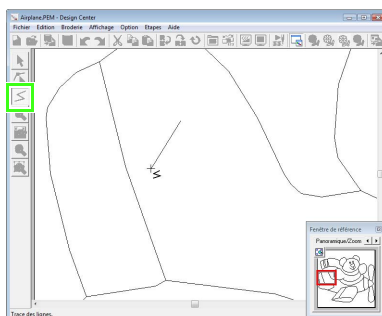 Airplane.PEM - Design Center
Fichier Edition Broderie Affichage Option Etapes Aide
Fenêtre de référence
Panoramique/Zoom
Trace des lignes.